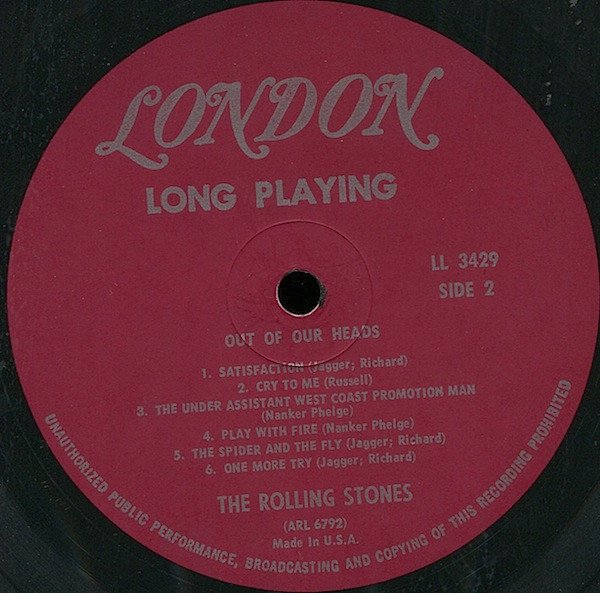 LONDON
LONG PLAYING
LL 3429
SIDE 2
OUT OF OUR HEADS
1. SATISFACTION (Jagger; Richard)
2. CRY TO ME (Russell)
3. THE UNDER ASSISTANT WEST COAST PROMOTION MAN
(Nanker Phelge)
4. PLAY WITH FIRE (Nanker Phelge)
5. THE SPIDER AND THE FLY (Jagger; Richard)
6. ONE MORE TRY (Jagger; Richard)
THE ROLLING STONES
(ARL 6792)
Made In U.S.A.
UNAUTHORIZED PUBLIC PERFORMANCE, BROADCASTING AND COPYING OF THIS RECORDING PROHIBITED